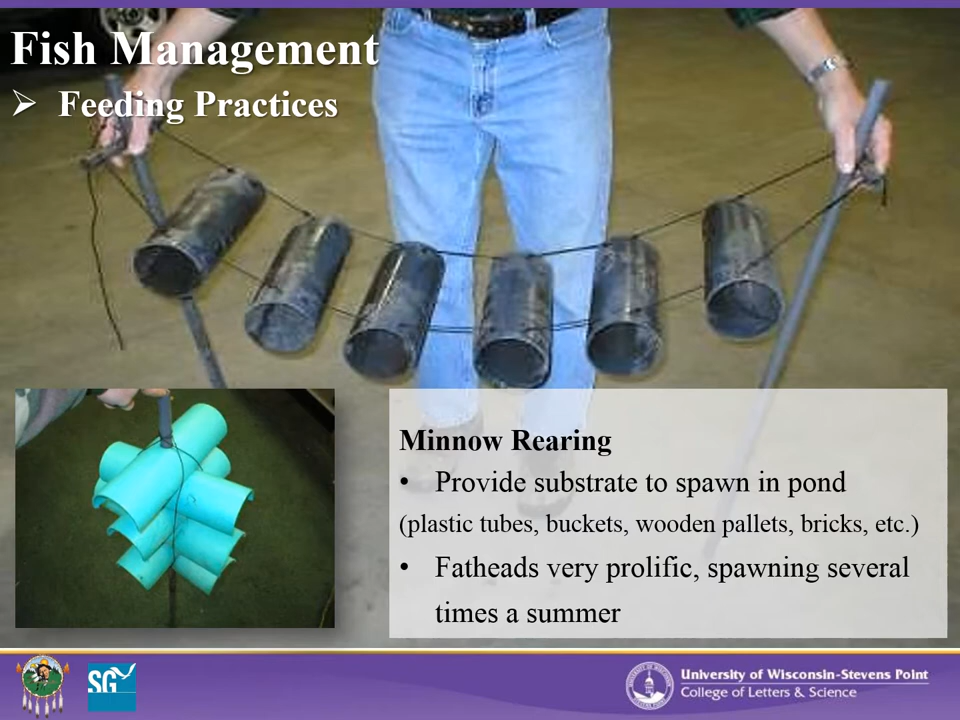 Fish Management
➢ Feeding Practices
Minnow Rearing
• Provide substrate to spawn in pond
(plastic tubes, buckets, wooden pallets, bricks, etc.)
• Fatheads very prolific, spawning several
times a summer
SG
University of Wisconsin-Stevens Point
College of Letters & Science